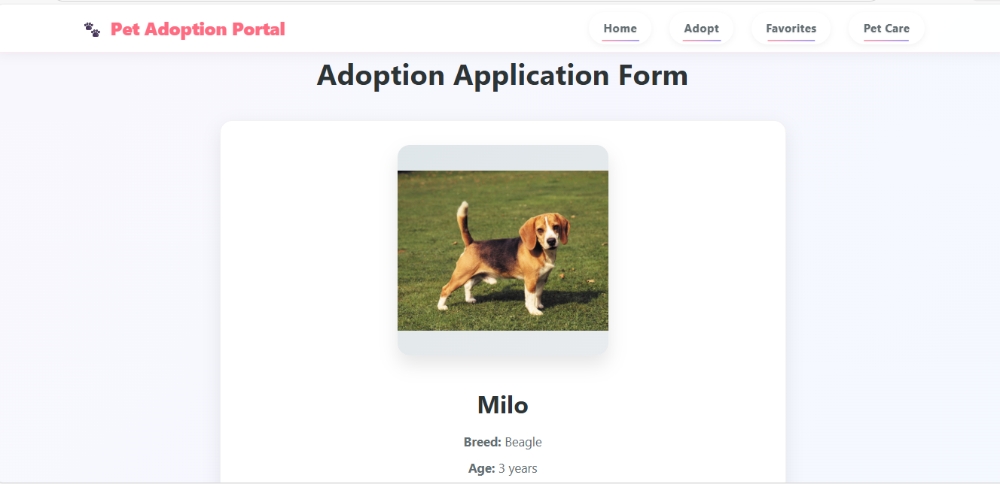 Pet Adoption Portal
Home
Adopt
Favorites
Pet Care
Adoption Application Form
Milo
Breed: Beagle
Age: 3 years